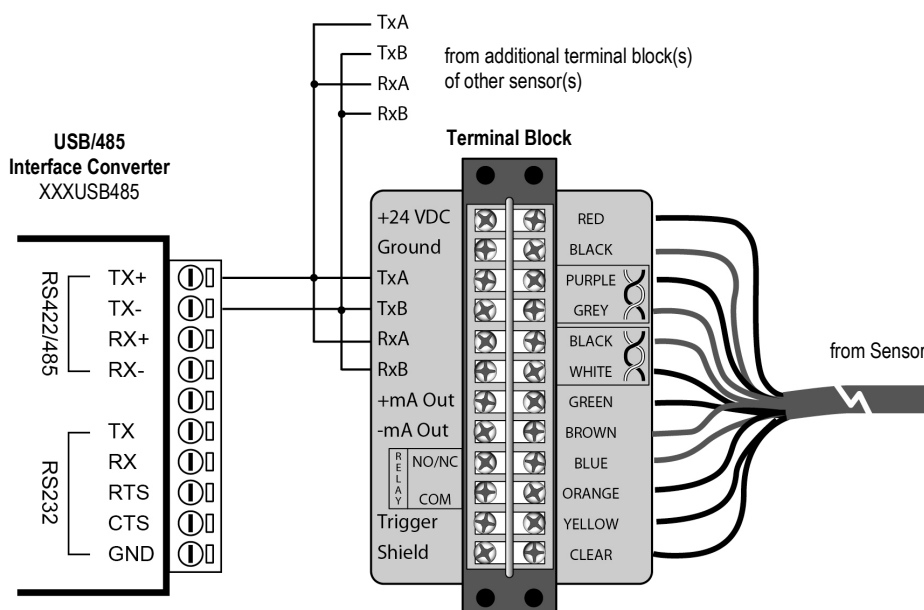 TxA
TxB
RxA
RxB
from additional terminal block(s)
of other sensor(s)
USB/485
Interface Converter
XXXUSB485
RS422/485
TX+
TX-
RX+
RX-
RS232
TX
RX
RTS
CTS
GND
Terminal Block
+24 VDC
Ground
TxA
TxB
RxA
RxB
+mA Out
-mA Out
RELAY
NO/NC
COM
Trigger
Shield
RED
BLACK
PURPLE
GREY
BLACK
WHITE
GREEN
BROWN
BLUE
ORANGE
YELLOW
CLEAR
from Sensor